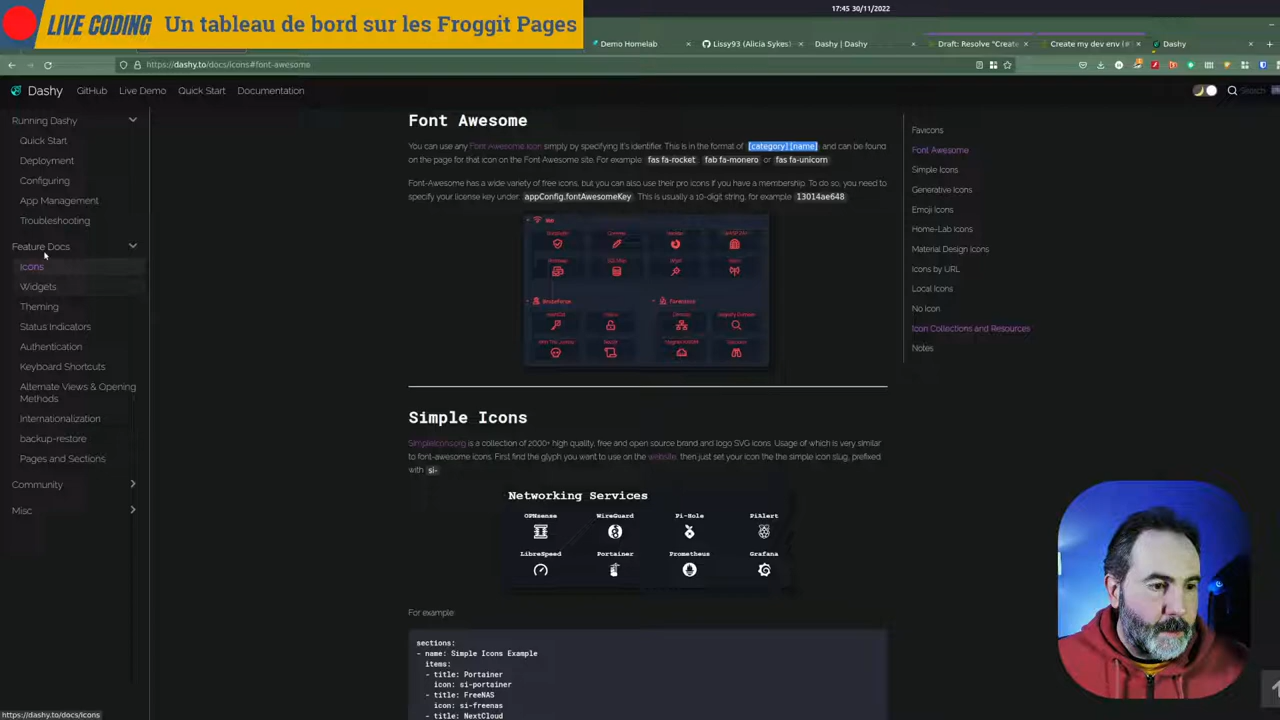 17:45 30/11/2022
LIVE CODING
Un tableau de bord sur les Froggit Pages
Demo Homelab
Lissy93 (Alicia Sykes)
Dashy | Dashy
Draft: Resolve "Create
Create my dev env (#
Dashy
https://dashy.to/docs/icons#font-awesome
Dashy
GitHub
Live Demo
Quick Start
Documentation
Search
Running Dashy
Quick Start
Deployment
Configuring
App Management
Troubleshooting
Feature Docs
Icons
Widgets
Theming
Status Indicators
Authentication
Keyboard Shortcuts
Alternate Views & Opening
Methods
Internationalization
backup-restore
Pages and Sections
Community
Misc
Font Awesome
You can use any Font Awesome Icon simply by specifying it's identifier. This is in the format of [category] [name] and can be found
on the page for that icon on the Font Awesome site. For example: fas fa-rocket fab fa-monero or fas fa-unicorn
Font-Awesome has a wide variety of free icons, but you can also use their pro icons if you have a membership. To do so, you need to
specify your license key under: appConfig.fontAwesomeKey This is usually a 10-digit string, for example 13014ae648
Simple Icons
SimpleIcons.org is a collection of 2000+ high quality, free and open source brand and logo SVG icons. Usage of which is very similar
to font-awesome icons. First find the glyph you want to use on the website, then just set your icon the the simple icon slug, prefixed
with si-
Networking Services
OPNsense
WireGuard
Pi-Hole
PiAlert
LibreSpeed
Portainer
Prometheus
Grafana
For example:
sections:
- name: Simple Icons Example
items:
- title: Portainer
icon: si-portainer
- title: FreeNAS
icon: si-freenas
- title: NextCloud
Favicons
Font Awesome
Simple Icons
Generative Icons
Emoji Icons
Home-Lab Icons
Material Design Icons
Icons by URL
Local Icons
No Icon
Icon Collections and Resources
Notes
https://dashy.to/docs/icons